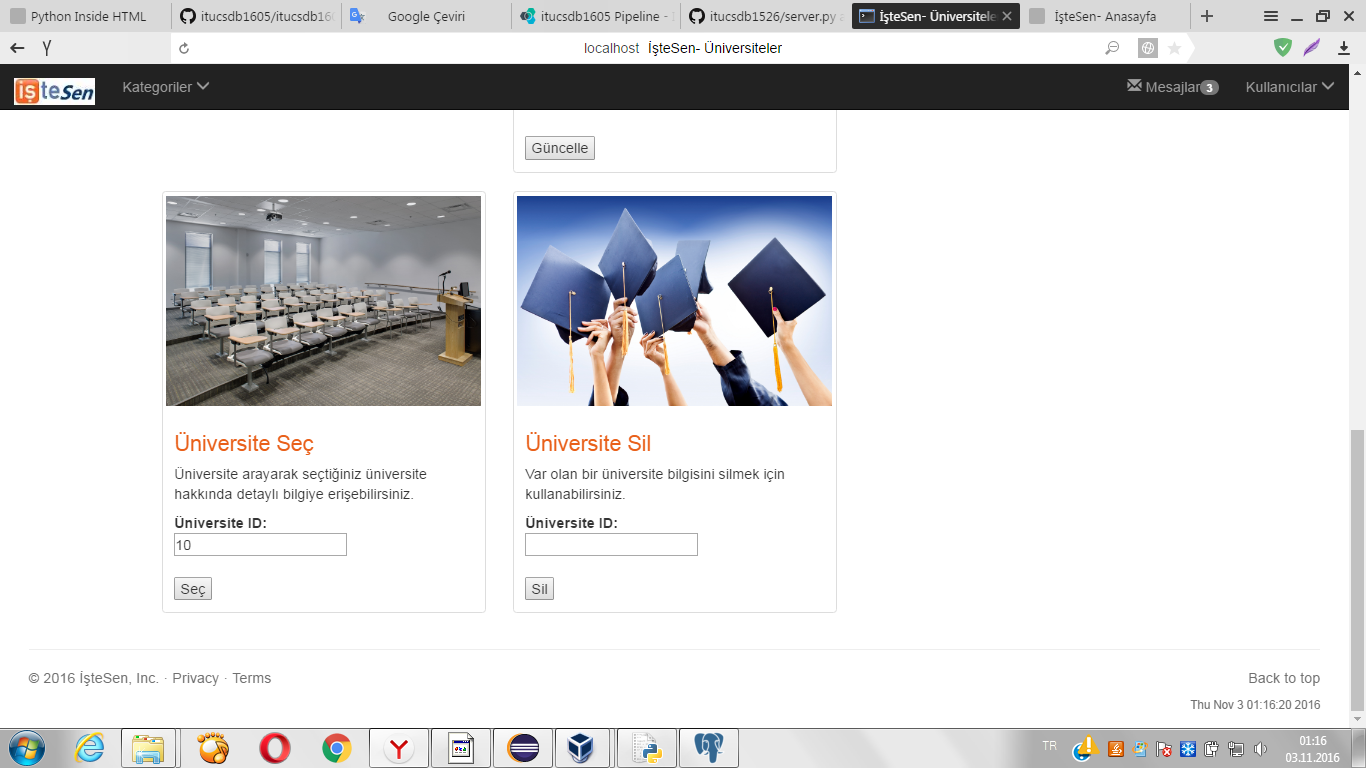 Python Inside HTML
itucsdb1605/itucsdb160
Google Çeviri
itucsdb1605 Pipeline -
itucsdb1526/server.py a
İşteSen- Üniversiteler
İşteSen- Anasayfa
localhost İşteSen- Üniversiteler
işteSen
Kategoriler
Mesajlar 3
Kullanıcılar
Güncelle
Üniversite Seç
Üniversite arayarak seçtiğiniz üniversite
hakkında detaylı bilgiye erişebilirsiniz.
Üniversite ID:
10
Seç
Üniversite Sil
Var olan bir üniversite bilgisini silmek için
kullanabilirsiniz.
Üniversite ID:
Sil
© 2016 İşteSen, Inc. · Privacy · Terms
Back to top
Thu Nov 3 01:16:20 2016
TR
01:16
03.11.2016